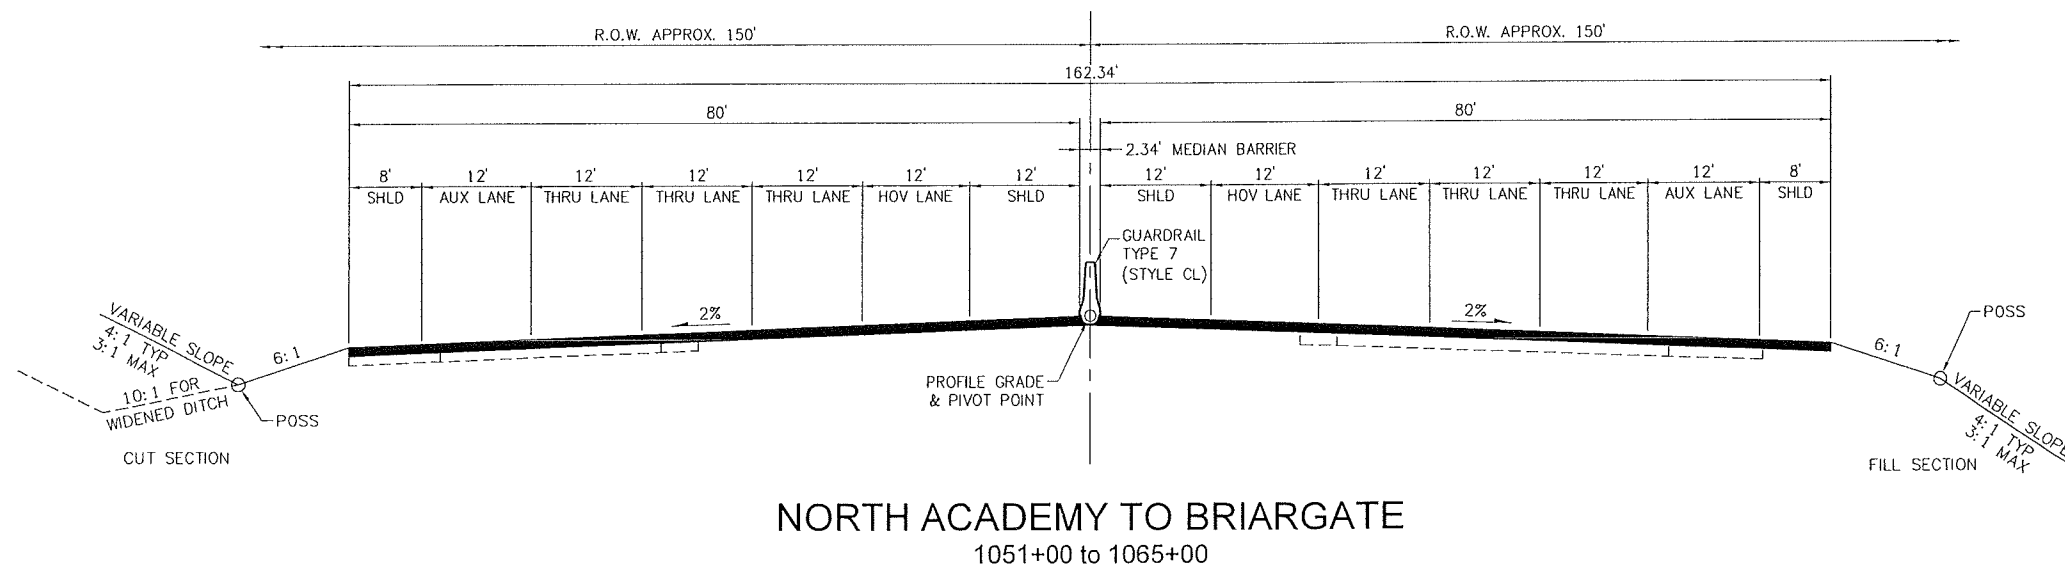 R.O.W. APPROX. 150'
R.O.W. APPROX. 150'
162.34'
80'
80'
2.34' MEDIAN BARRIER
8' 12' 12' 12' 12' 12' 12' 12' 12' 12' 12' 12' 12' 8'
SHLD AUX LANE THRU LANE THRU LANE THRU LANE HOV LANE SHLD SHLD HOV LANE THRU LANE THRU LANE THRU LANE AUX LANE SHLD
GUARDRAIL
TYPE 7
(STYLE CL)
2%
2%
VARIABLE SLOPE
4:1 TYP
3:1 MAX
6:1
10:1 FOR
WIDENED DITCH
POSS
CUT SECTION
PROFILE GRADE
& PIVOT POINT
6:1
POSS
VARIABLE SLOPE
4:1 TYP
3:1 MAX
FILL SECTION
NORTH ACADEMY TO BRIARGATE
1051+00 to 1065+00